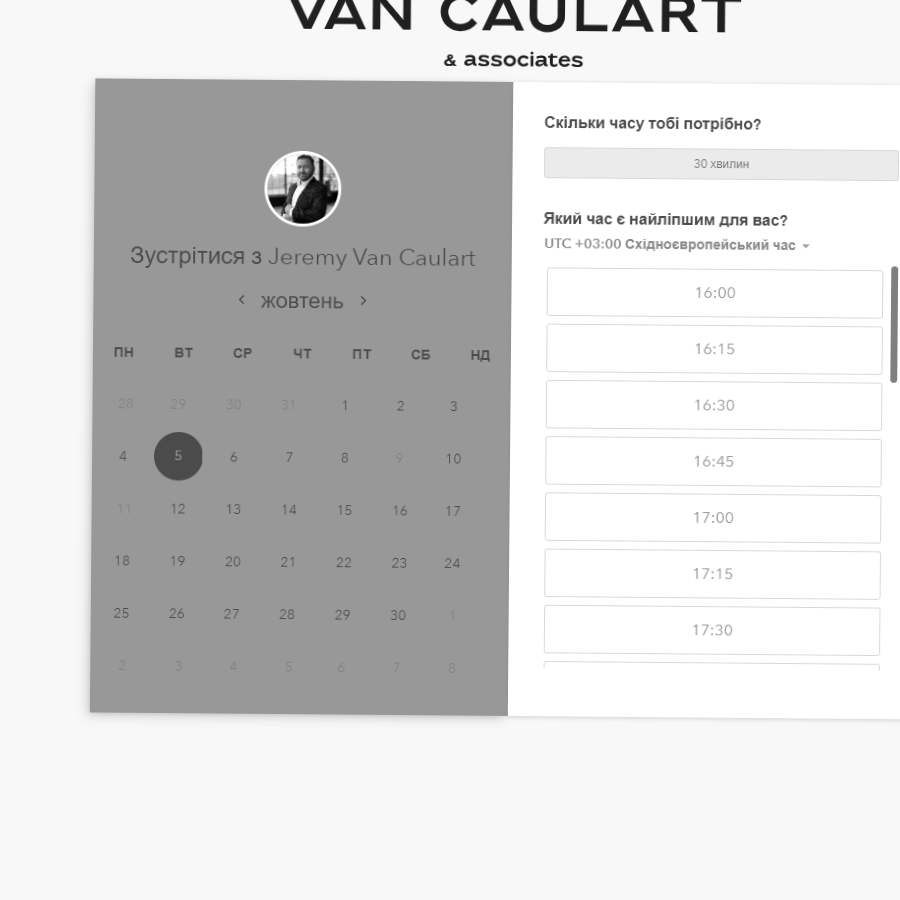 VAN CAULART
& associates
Зустрітися з Jeremy Van Caulart
‹ жовтень ›
ПН ВТ СР ЧТ ПТ СБ НД
28 29 30 31 1 2 3
4 5 6 7 8 9 10
11 12 13 14 15 16 17
18 19 20 21 22 23 24
25 26 27 28 29 30 1
2 3 4 5 6 7 8
Скільки часу тобі потрібно?
30 хвилин
Який час є найліпшим для вас?
UTC +03:00 Східноєвропейський час
16:00
16:15
16:30
16:45
17:00
17:15
17:30